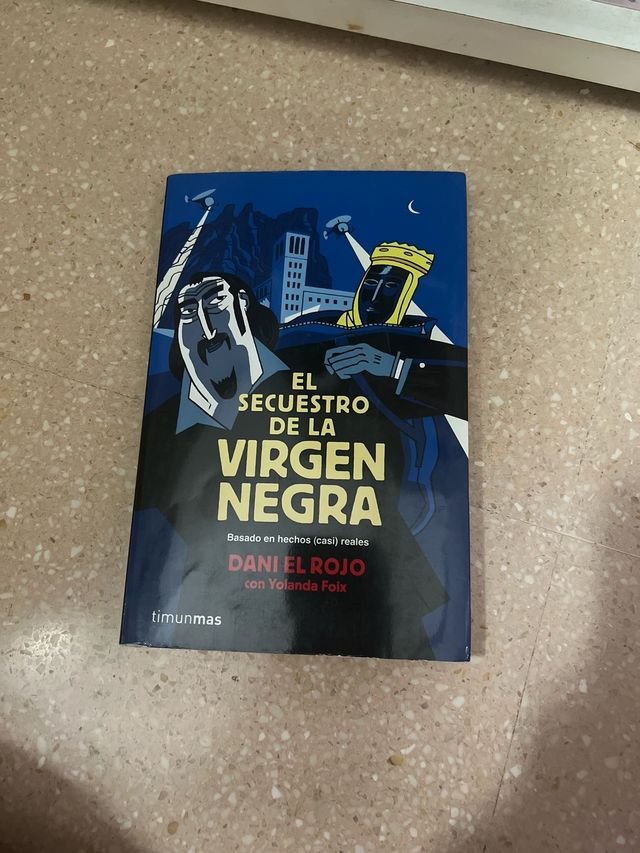 EL
SECUESTRO
DE LA
VIRGEN
NEGRA
Basado en hechos (casi) reales
DANI EL ROJO
con Yolanda Foix
timunmas